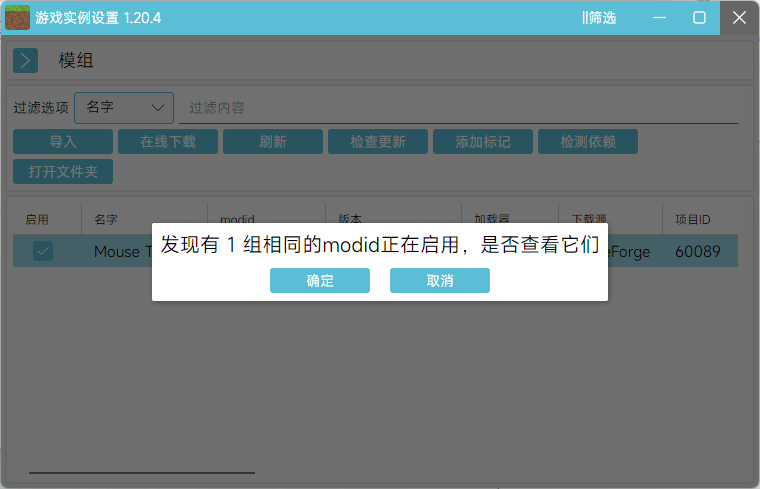 游戏实例设置 1.20.4
||筛选
模组
过滤选项 名字 过滤内容
导入 在线下载 刷新 检查更新 添加标记 检测依赖
打开文件夹
启用 名字 modid 版本 加载器 下载源 项目ID
Mouse T eForge 60089
发现有 1 组相同的modid正在启用，是否查看它们
确定 取消